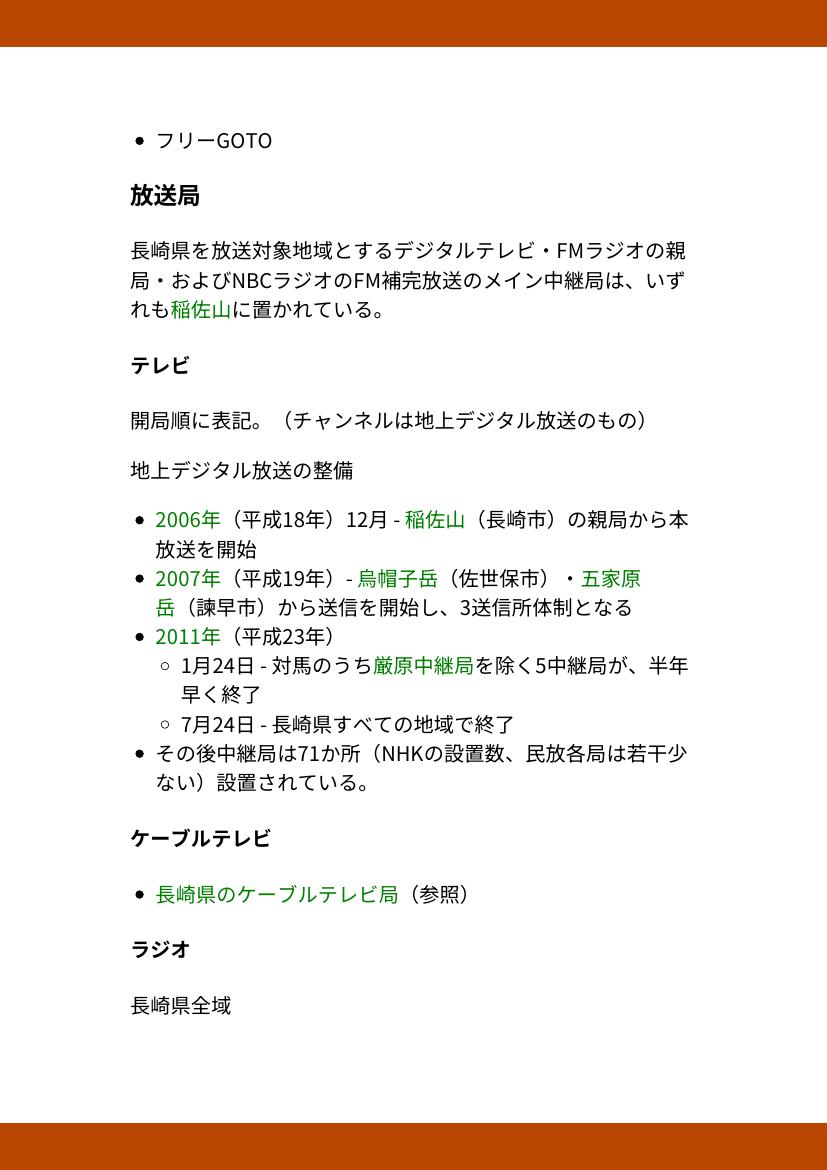 • フリーGOTO
放送局
長崎県を放送対象地域とするデジタルテレビ・FMラジオの親
局・およびNBCラジオのFM補完放送のメイン中継局は、いず
れも稲佐山に置かれている。
テレビ
開局順に表記。（チャンネルは地上デジタル放送のもの）
地上デジタル放送の整備
• 2006年（平成18年）12月 - 稲佐山（長崎市）の親局から本
放送を開始
• 2007年（平成19年）- 烏帽子岳（佐世保市）・五家原
岳（諫早市）から送信を開始し、3送信所体制となる
• 2011年（平成23年）
◦ 1月24日 - 対馬のうち厳原中継局を除く5中継局が、半年
早く終了
◦ 7月24日 - 長崎県すべての地域で終了
• その後中継局は71か所（NHKの設置数、民放各局は若干少
ない）設置されている。
ケーブルテレビ
• 長崎県のケーブルテレビ局（参照）
ラジオ
長崎県全域